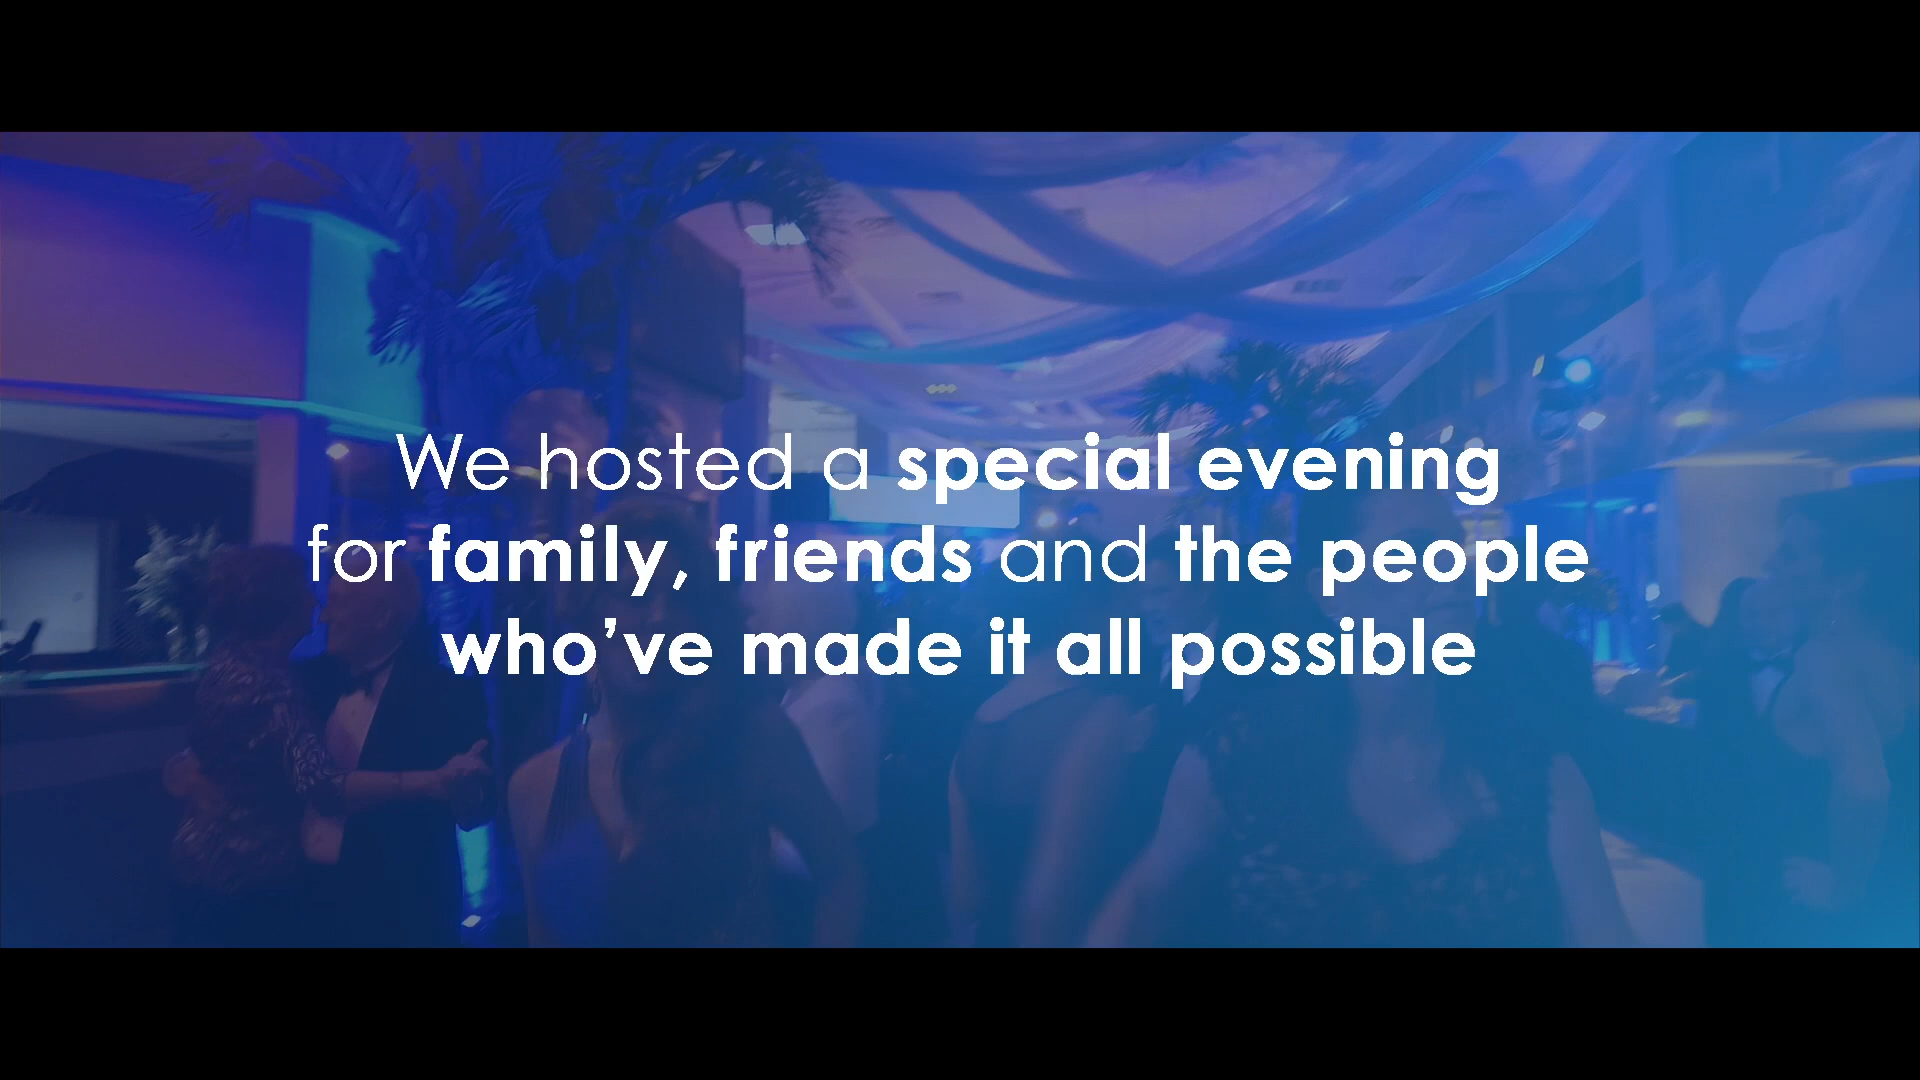 We hosted a special evening
for family, friends and the people
who’ve made it all possible